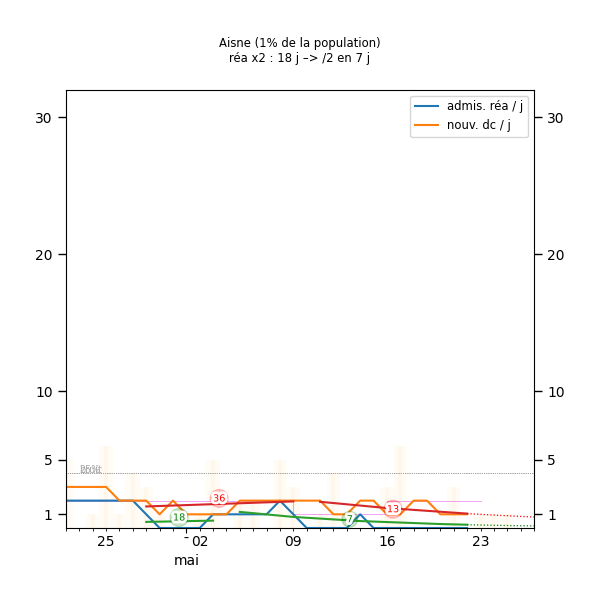 Aisne (1% de la population)
réa x2 : 18 j –> /2 en 7 j
admis. réa / j
nouv. dc / j
30 30
20 20
10 10
5 5
36
18
13
7
1 1
25 02 09 16 23
mai